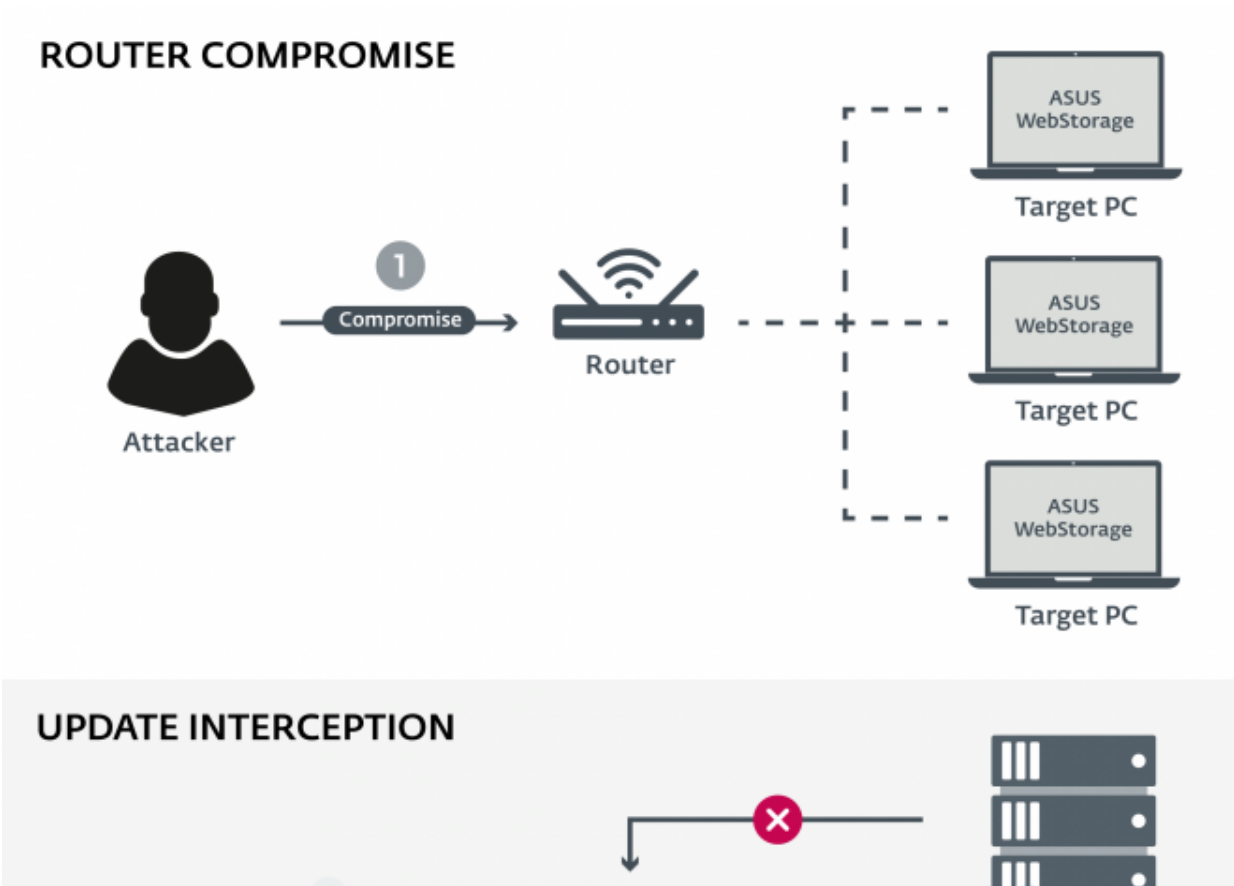 ROUTER COMPROMISE
ASUS
WebStorage
Target PC
1
Compromise
Router
Attacker
ASUS
WebStorage
Target PC
ASUS
WebStorage
Target PC
UPDATE INTERCEPTION